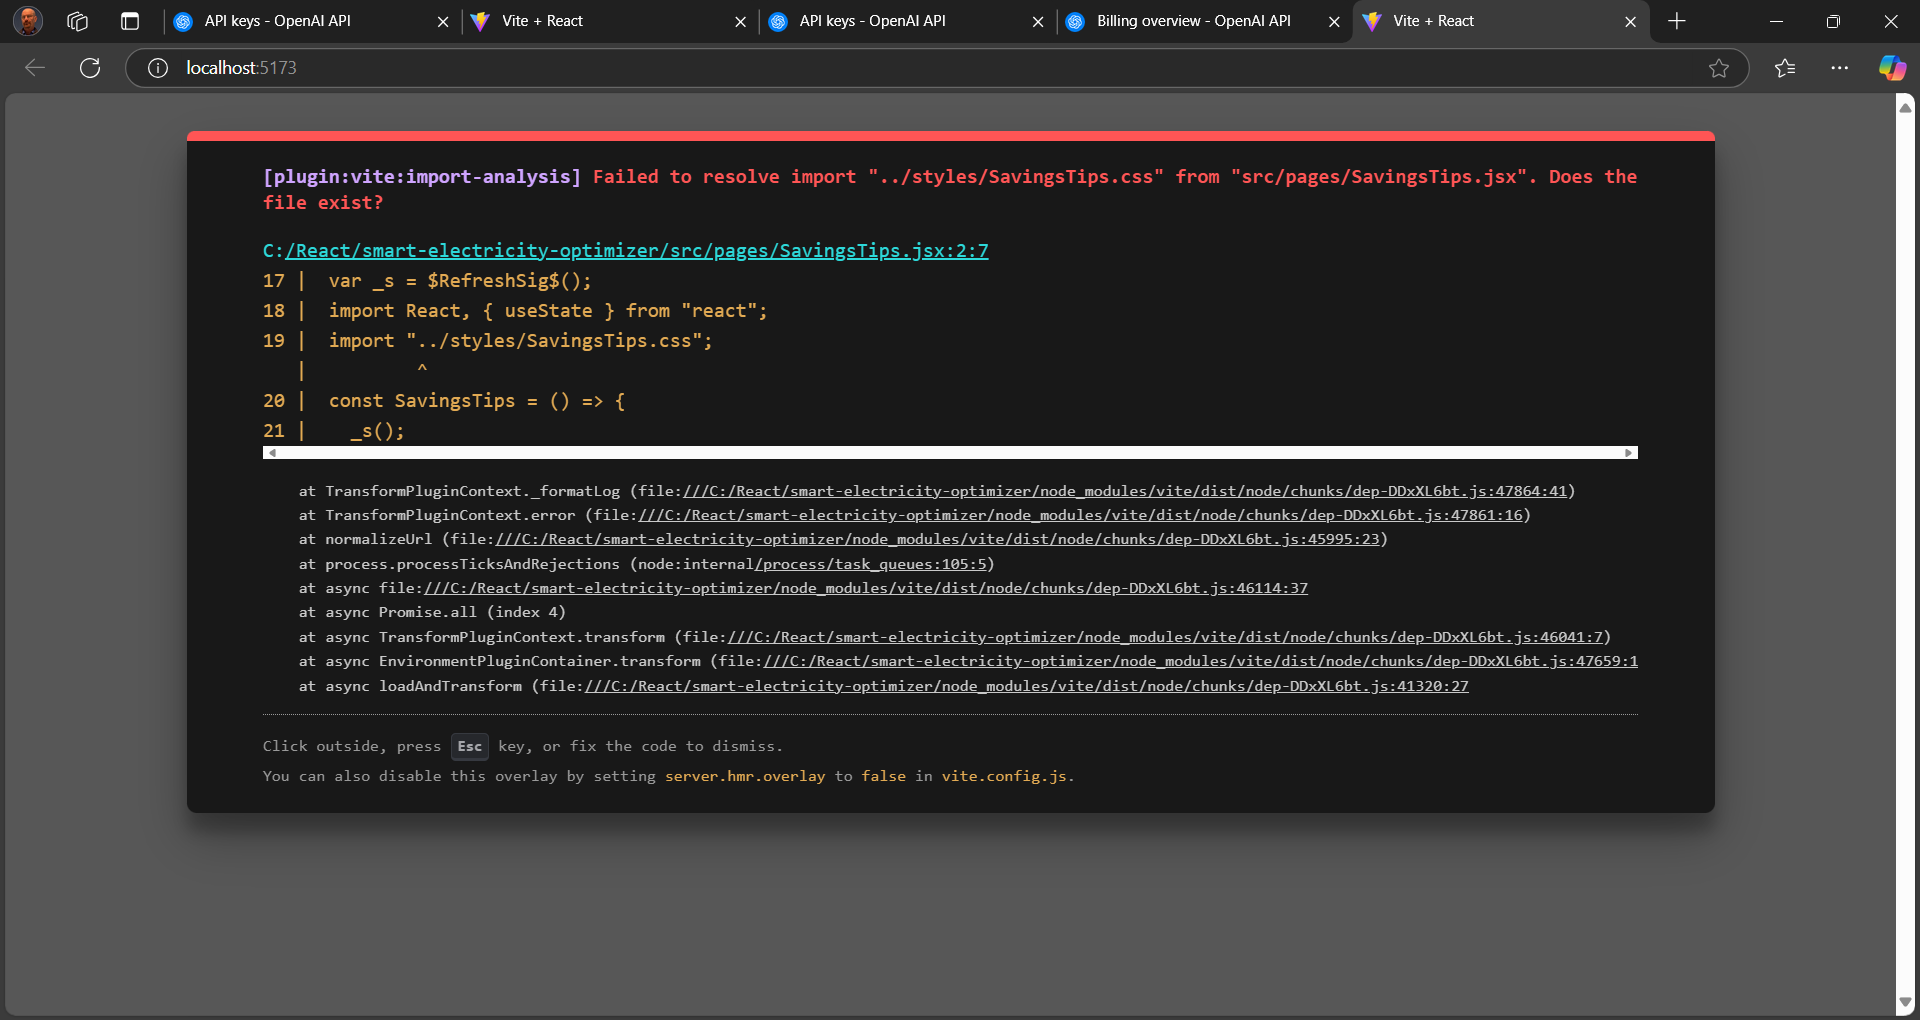 API keys - OpenAI API
Vite + React
API keys - OpenAI API
Billing overview - OpenAI API
Vite + React
localhost:5173
[plugin:vite:import-analysis] Failed to resolve import "../styles/SavingsTips.css" from "src/pages/SavingsTips.jsx". Does the
file exist?
C:/React/smart-electricity-optimizer/src/pages/SavingsTips.jsx:2:7
17 |  var _s = $RefreshSig$();
18 |  import React, { useState } from "react";
19 |  import "../styles/SavingsTips.css";
   |          ^
20 |  const SavingsTips = () => {
21 |    _s();
at TransformPluginContext._formatLog (file:///C:/React/smart-electricity-optimizer/node_modules/vite/dist/node/chunks/dep-DDxXL6bt.js:47864:41)
at TransformPluginContext.error (file:///C:/React/smart-electricity-optimizer/node_modules/vite/dist/node/chunks/dep-DDxXL6bt.js:47861:16)
at normalizeUrl (file:///C:/React/smart-electricity-optimizer/node_modules/vite/dist/node/chunks/dep-DDxXL6bt.js:45995:23)
at process.processTicksAndRejections (node:internal/process/task_queues:105:5)
at async file:///C:/React/smart-electricity-optimizer/node_modules/vite/dist/node/chunks/dep-DDxXL6bt.js:46114:37
at async Promise.all (index 4)
at async TransformPluginContext.transform (file:///C:/React/smart-electricity-optimizer/node_modules/vite/dist/node/chunks/dep-DDxXL6bt.js:46041:7)
at async EnvironmentPluginContainer.transform (file:///C:/React/smart-electricity-optimizer/node_modules/vite/dist/node/chunks/dep-DDxXL6bt.js:47659:1
at async loadAndTransform (file:///C:/React/smart-electricity-optimizer/node_modules/vite/dist/node/chunks/dep-DDxXL6bt.js:41320:27
Click outside, press Esc key, or fix the code to dismiss.
You can also disable this overlay by setting server.hmr.overlay to false in vite.config.js.